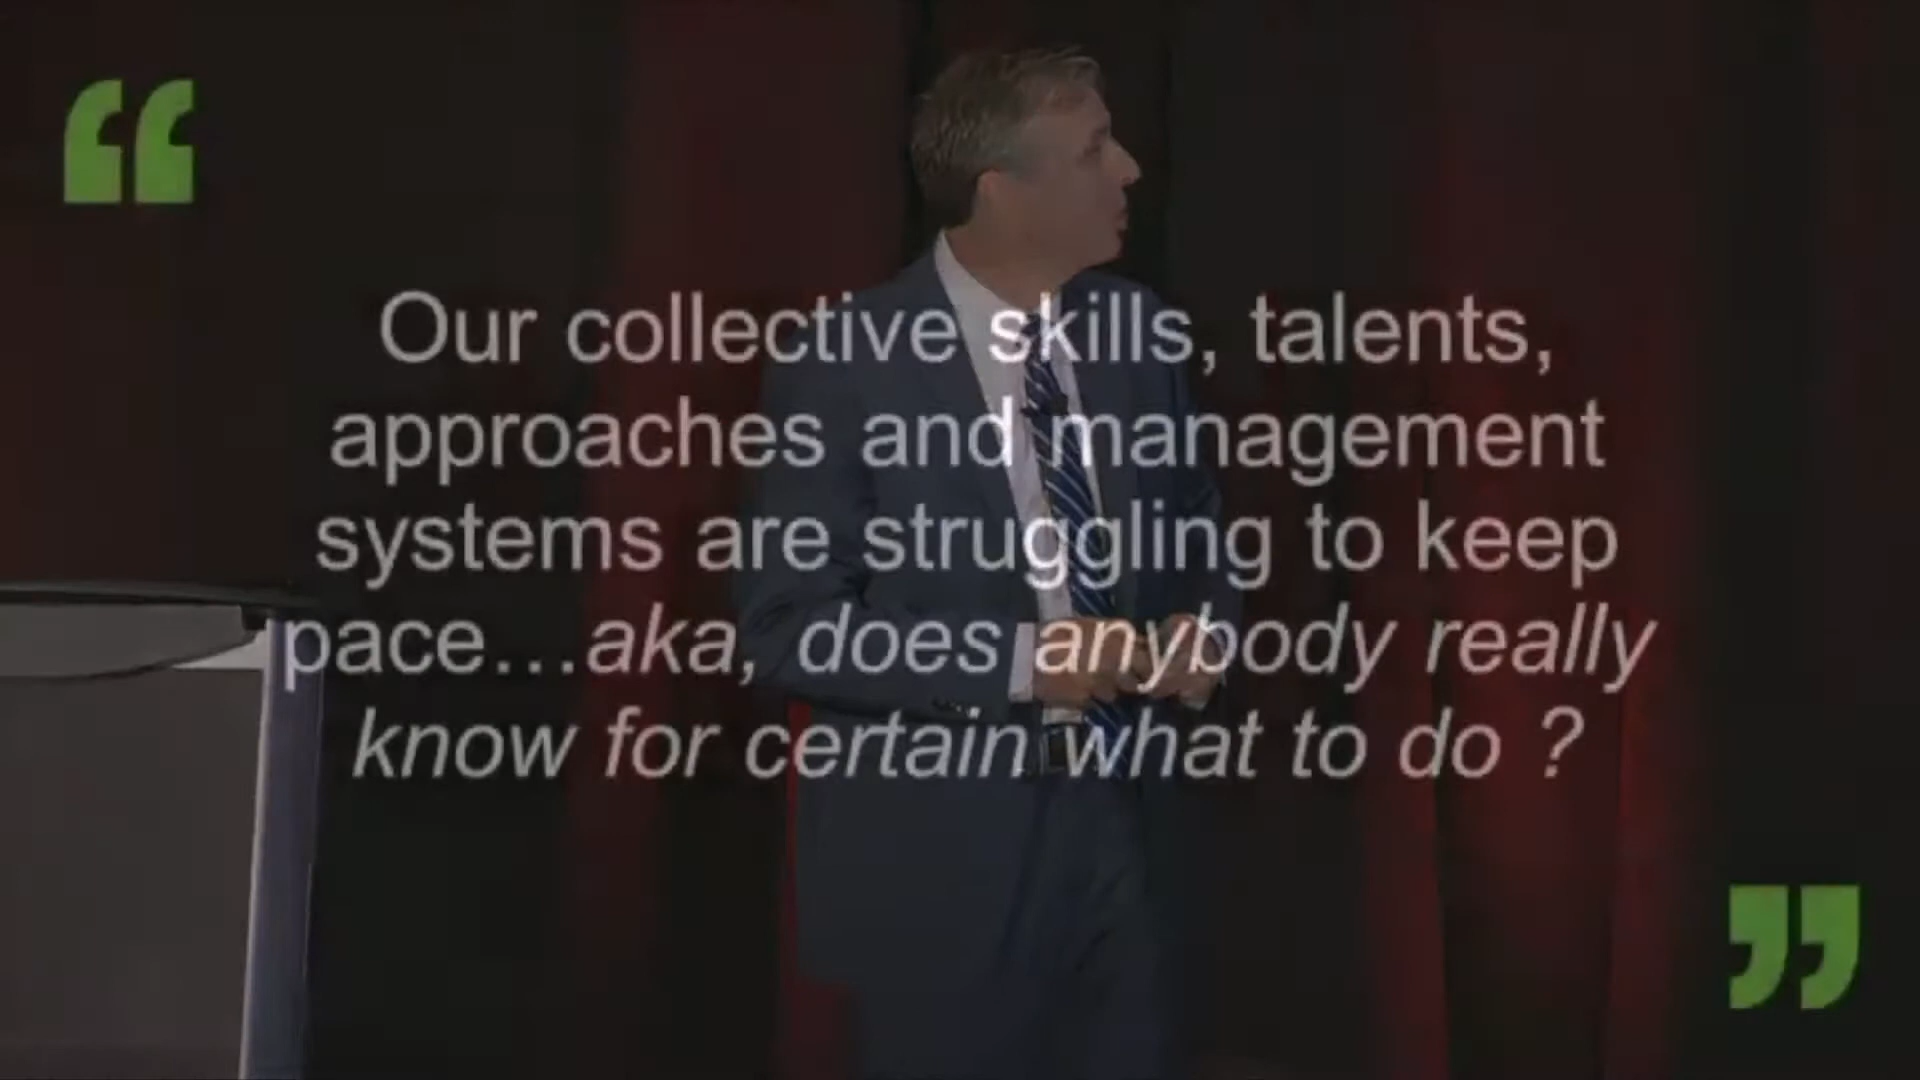 “
Our collective skills, talents,
approaches and management
systems are struggling to keep
pace…aka, does anybody really
know for certain what to do ?
”